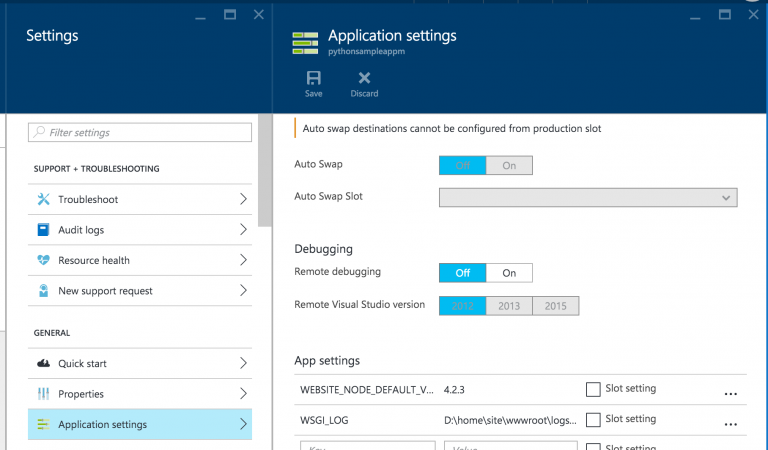 Settings
Filter settings
SUPPORT + TROUBLESHOOTING
Troubleshoot
Audit logs
Resource health
New support request
GENERAL
Quick start
Properties
Application settings
Application settings
pythonsampleappm
Save Discard
Auto swap destinations cannot be configured from production slot
Auto Swap Off On
Auto Swap Slot
Debugging
Remote debugging Off On
Remote Visual Studio version 2012 2013 2015
App settings
WEBSITE_NODE_DEFAULT_V... 4.2.3 Slot setting ...
WSGI_LOG D:\home\site\wwwroot\logs... Slot setting ...
Key Value Slot setting